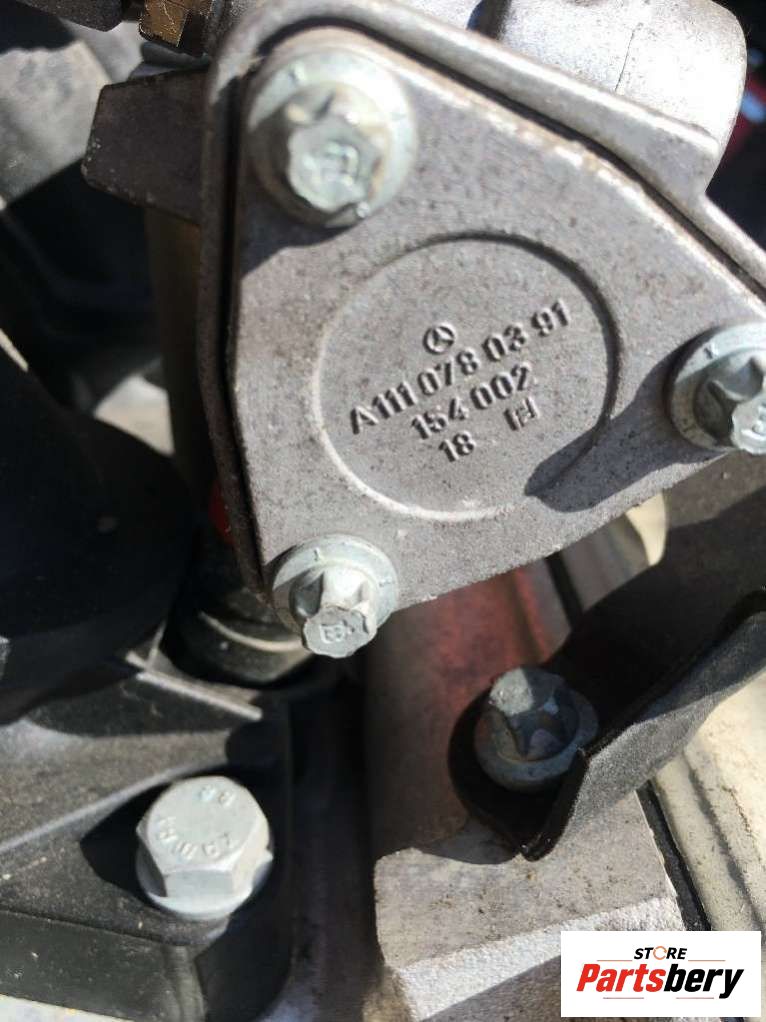 A111 078 03 91
154 002
18
STORE
Partsbery